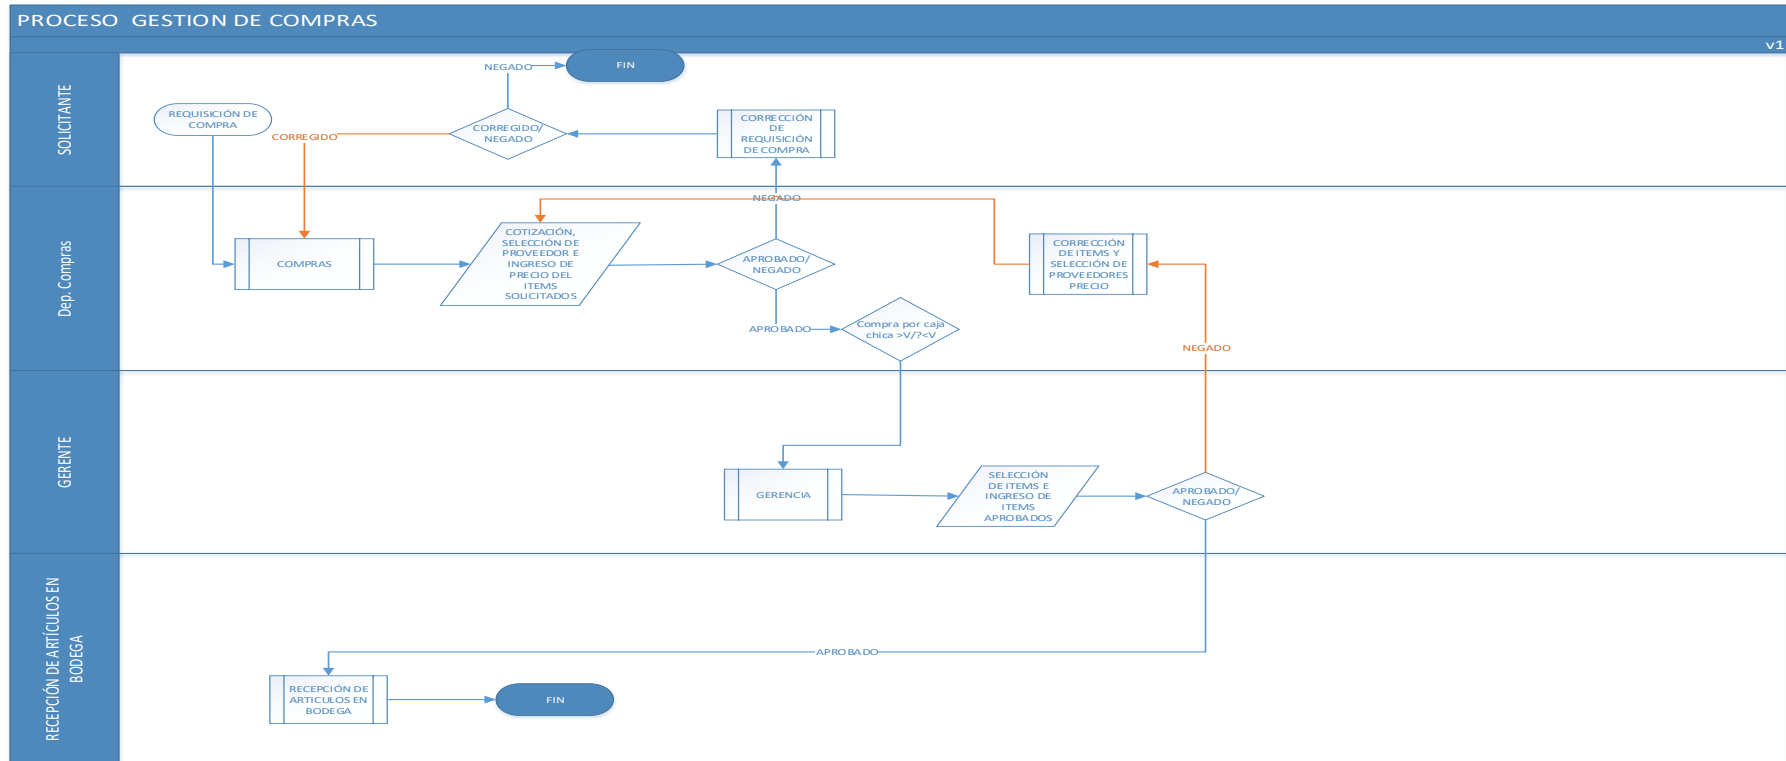 PROCESO GESTION DE COMPRAS
v1
SOLICITANTE
NEGADO
FIN
REQUISICIÓN DE
COMPRA
CORREGIDO
CORREGIDO/
NEGADO
CORRECCIÓN
DE
REQUISICIÓN
DE COMPRA
Dep. Compras
NEGADO
COMPRAS
COTIZACIÓN,
SELECCIÓN DE
PROVEEDOR E
INGRESO DE
PRECIO DEL
ITEMS
SOLICITADOS
APROBADO/
NEGADO
CORRECCIÓN
DE ITEMS Y
SELECCIÓN DE
PROVEEDORES
PRECIO
APROBADO
Compra por caja
chica >V/?<V
NEGADO
GERENTE
GERENCIA
SELECCIÓN
DE ITEMS E
INGRESO DE
ITEMS
APROBADOS
APROBADO/
NEGADO
RECEPCIÓN DE ARTÍCULOS EN
BODEGA
APROBADO
RECEPCIÓN DE
ARTICULOS EN
BODEGA
FIN